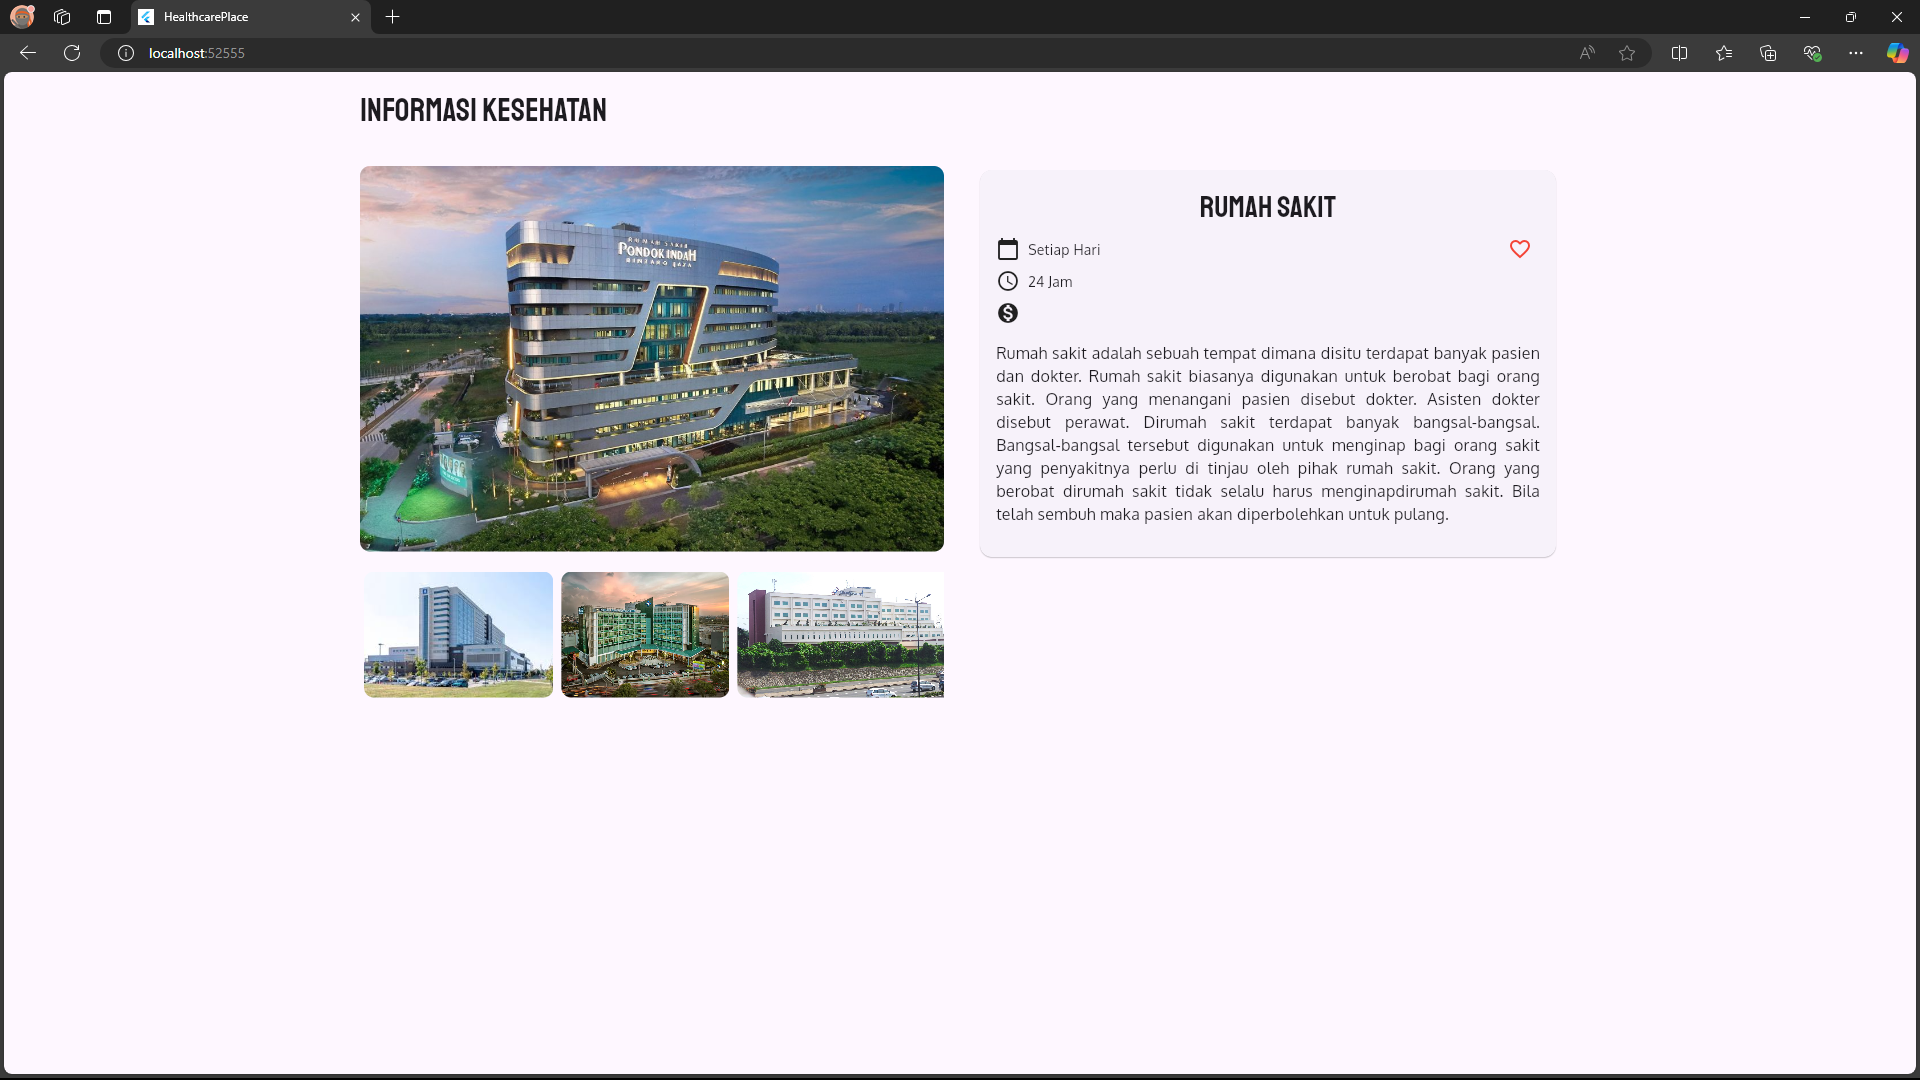 HealthcarePlace
localhost:52555
INFORMASI KESEHATAN
RUMAH SAKIT
PONDOK INDAH
BINTARO JAYA
RUMAH SAKIT
Setiap Hari
24 Jam
Rumah sakit adalah sebuah tempat dimana disitu terdapat banyak pasien
dan dokter. Rumah sakit biasanya digunakan untuk berobat bagi orang
sakit. Orang yang menangani pasien disebut dokter. Asisten dokter
disebut perawat. Dirumah sakit terdapat banyak bangsal-bangsal.
Bangsal-bangsal tersebut digunakan untuk menginap bagi orang sakit
yang penyakitnya perlu di tinjau oleh pihak rumah sakit. Orang yang
berobat dirumah sakit tidak selalu harus menginapdirumah sakit. Bila
telah sembuh maka pasien akan diperbolehkan untuk pulang.